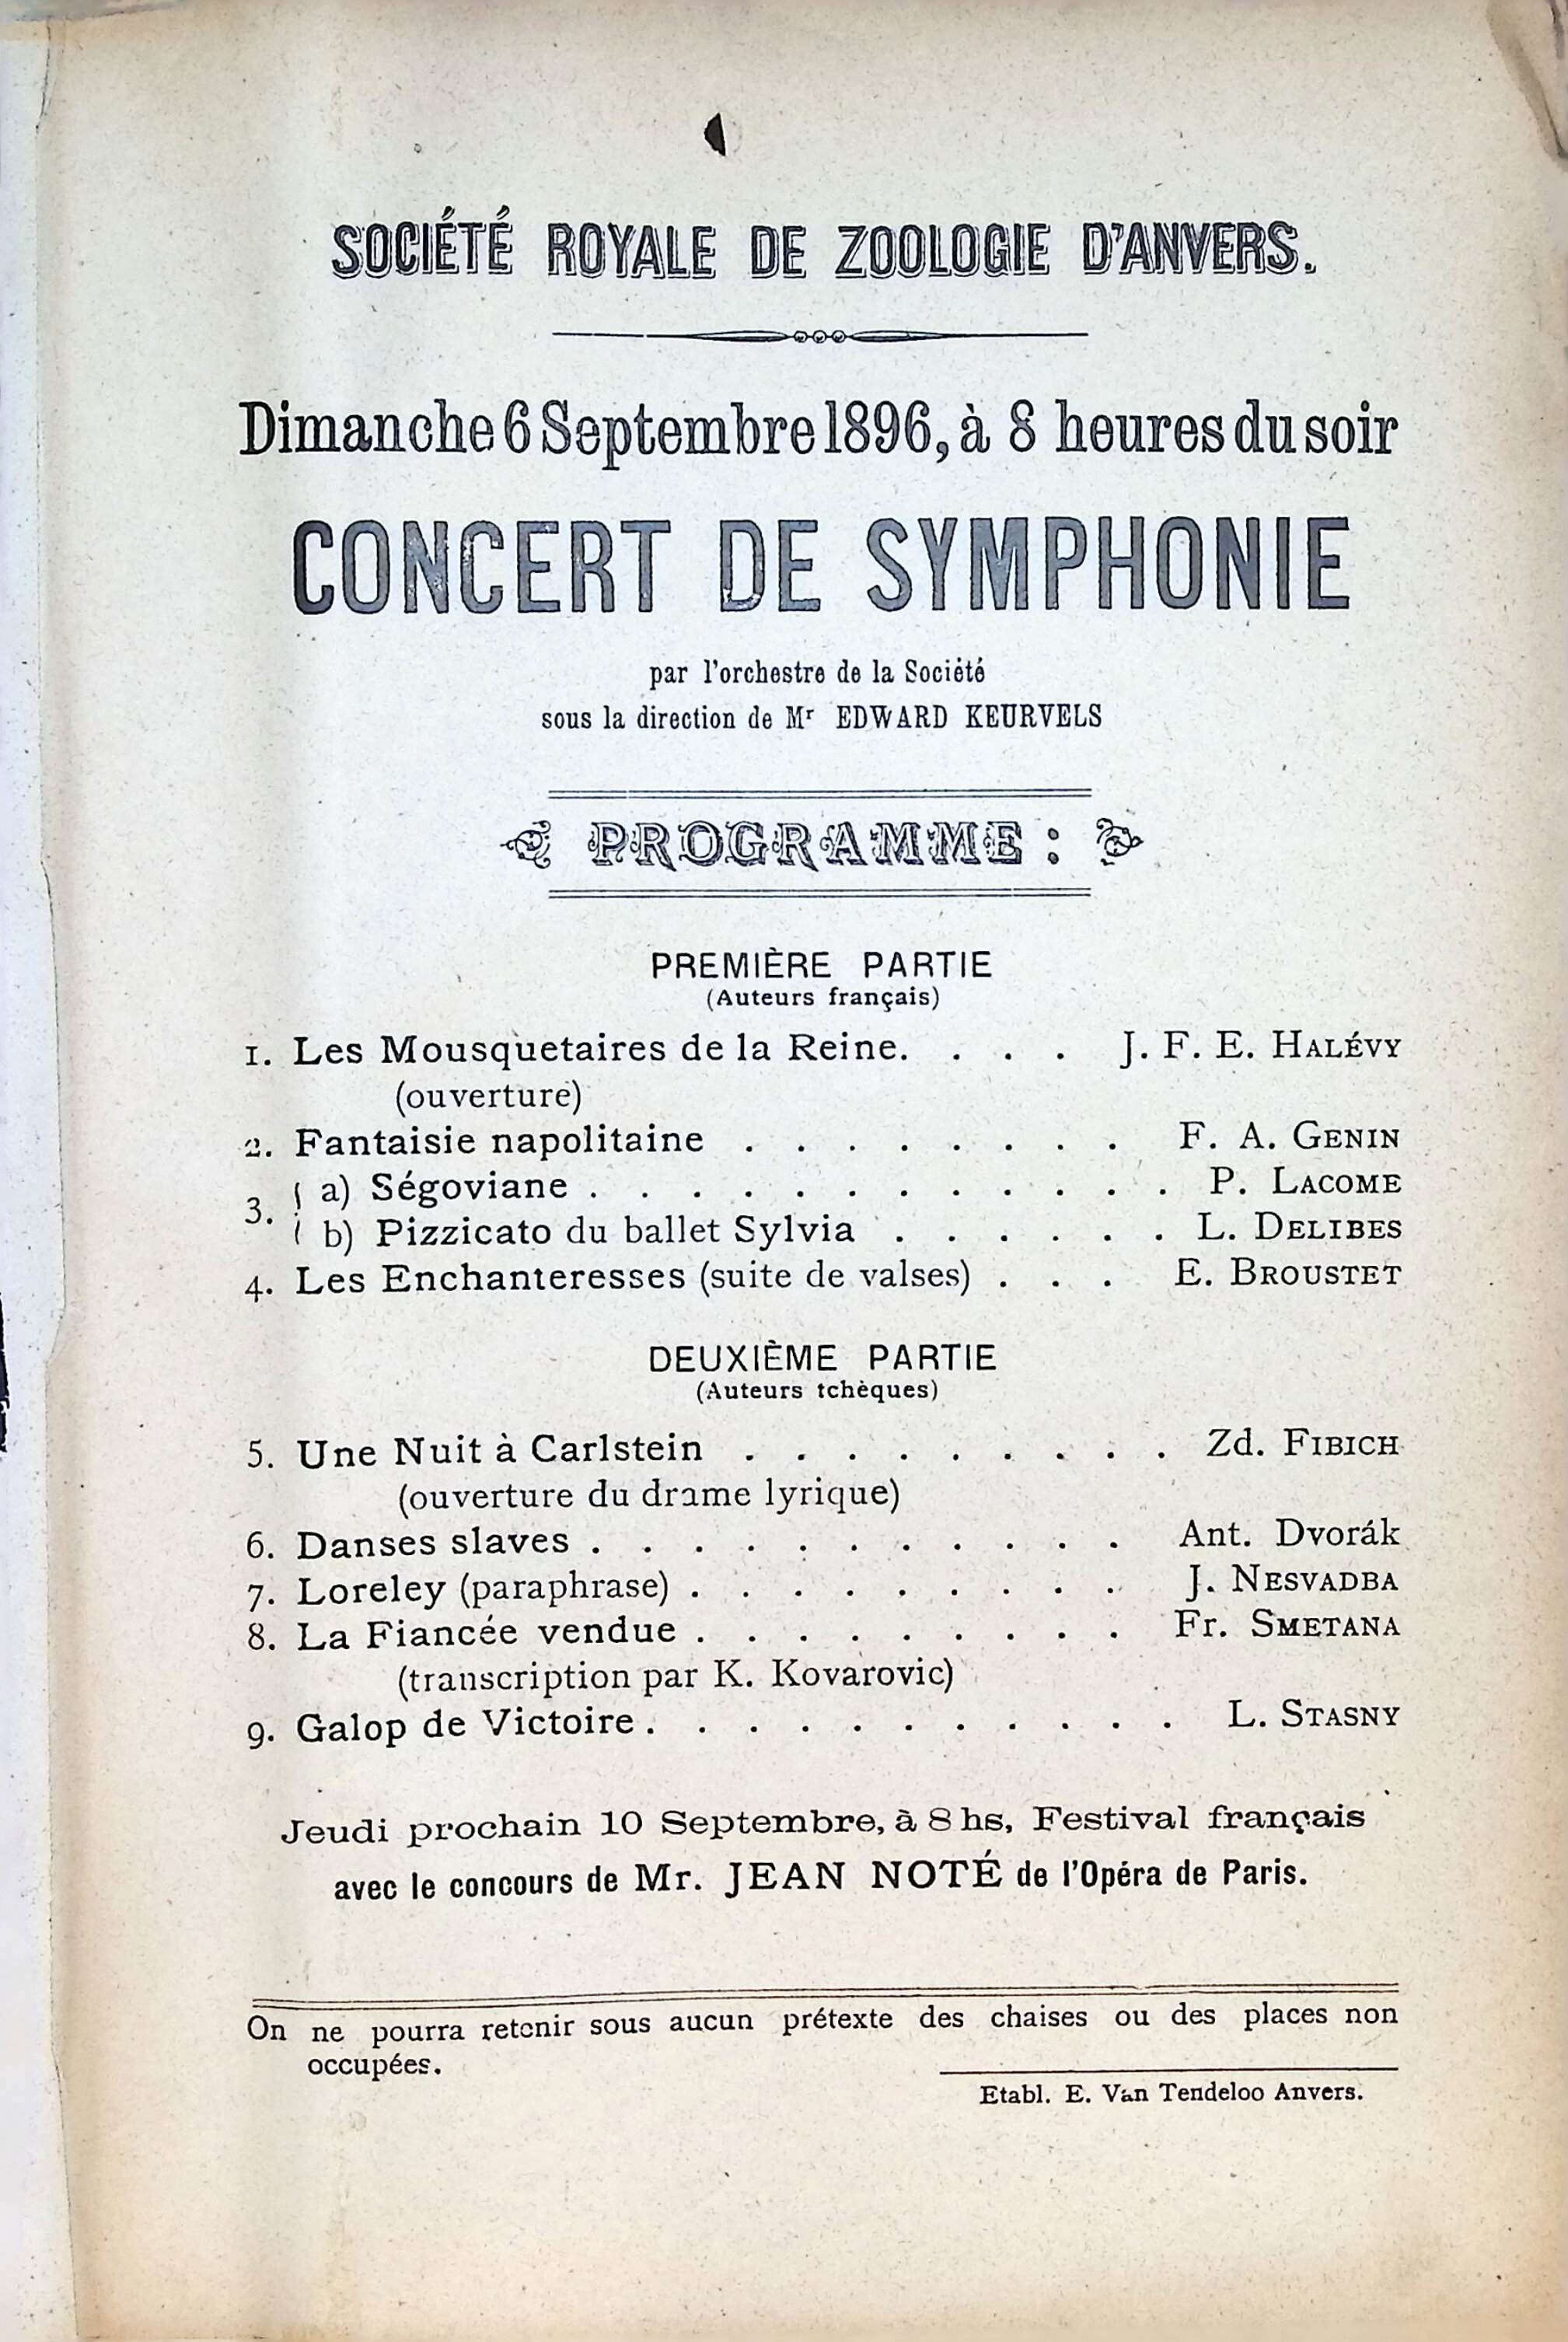 SOCIÉTÉ ROYALE DE ZOOLOGIE D'ANVERS.
Dimanche 6 Septembre 1896, à 8 heures du soir
CONCERT DE SYMPHONIE
par l'orchestre de la Société
sous la direction de Mr EDWARD KEURVELS
PROGRAMME :
PREMIÈRE PARTIE
(Auteurs français)
1. Les Mousquetaires de la Reine. . . . J. F. E. HALÉVY
(ouverture)
2. Fantaisie napolitaine . . . . . . . . F. A. GENIN
3. a) Ségoviane . . . . . . . . . . . . P. LACOME
b) Pizzicato du ballet Sylvia . . . . . . L. DELIBES
4. Les Enchanteresses (suite de valses) . . . E. BROUSTET
DEUXIÈME PARTIE
(Auteurs tchèques)
5. Une Nuit à Carlstein . . . . . . . . . ZD. FIBICH
(ouverture du drame lyrique)
6. Danses slaves . . . . . . . . . . . Ant. Dvorák
7. Loreley (paraphrase) . . . . . . . . . J. NESVADBA
8. La Fiancée vendue . . . . . . . . . Fr. SMETANA
(transcription par K. Kovarovic)
9. Galop de Victoire . . . . . . . . . . . L. STASNY
Jeudi prochain 10 Septembre, à 8 hs, Festival français
avec le concours de Mr. JEAN NOTÉ de l'Opéra de Paris.
On ne pourra retenir sous aucun prétexte des chaises ou des places non
occupées.
Etabl. E. Van Tendeloo Anvers.